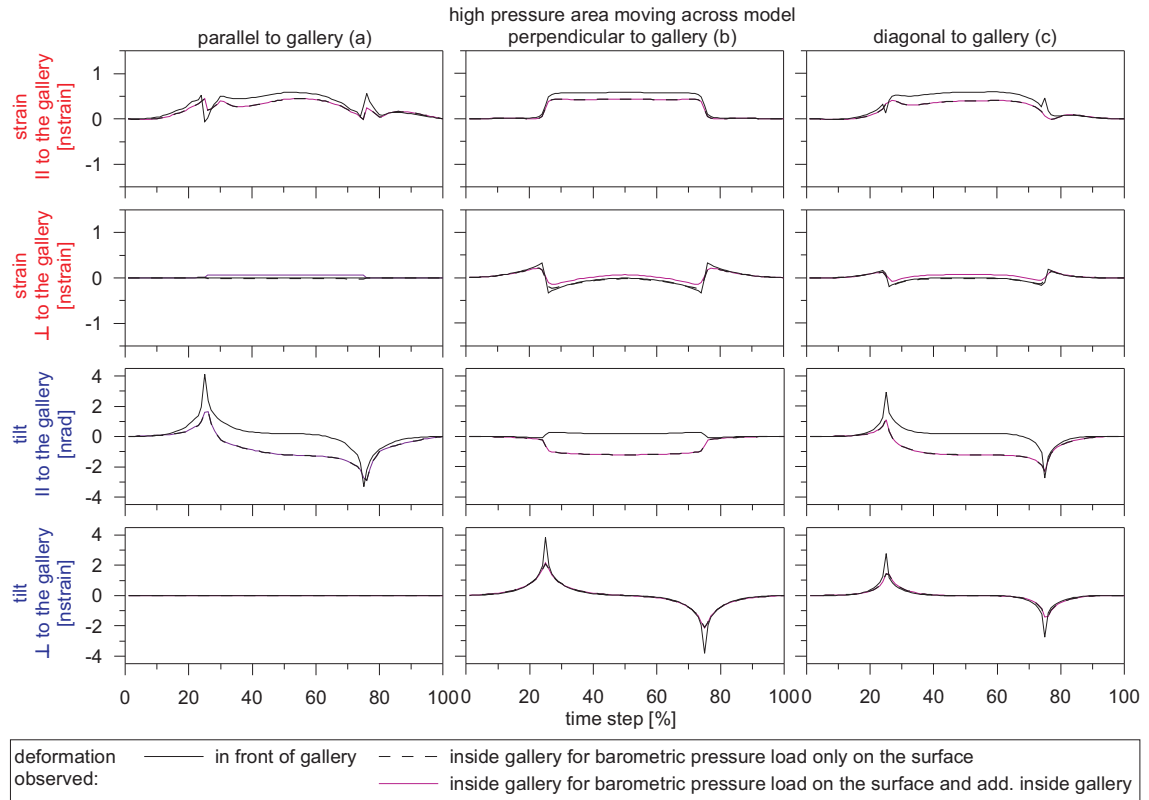 high pressure area moving across model
parallel to gallery (a)
perpendicular to gallery (b)
diagonal to gallery (c)
strain
II to the gallery
[nstrain]
1
0
-1
strain
⊥ to the gallery
[nstrain]
1
0
-1
tilt
II to the gallery
[nrad]
4
2
0
-2
-4
tilt
⊥ to the gallery
[nstrain]
4
2
0
-2
-4
0 20 40 60 80 100
0 20 40 60 80 100
0 20 40 60 80 100
time step [%]
deformation
observed:
in front of gallery
inside gallery for barometric pressure load only on the surface
inside gallery for barometric pressure load on the surface and add. inside gallery